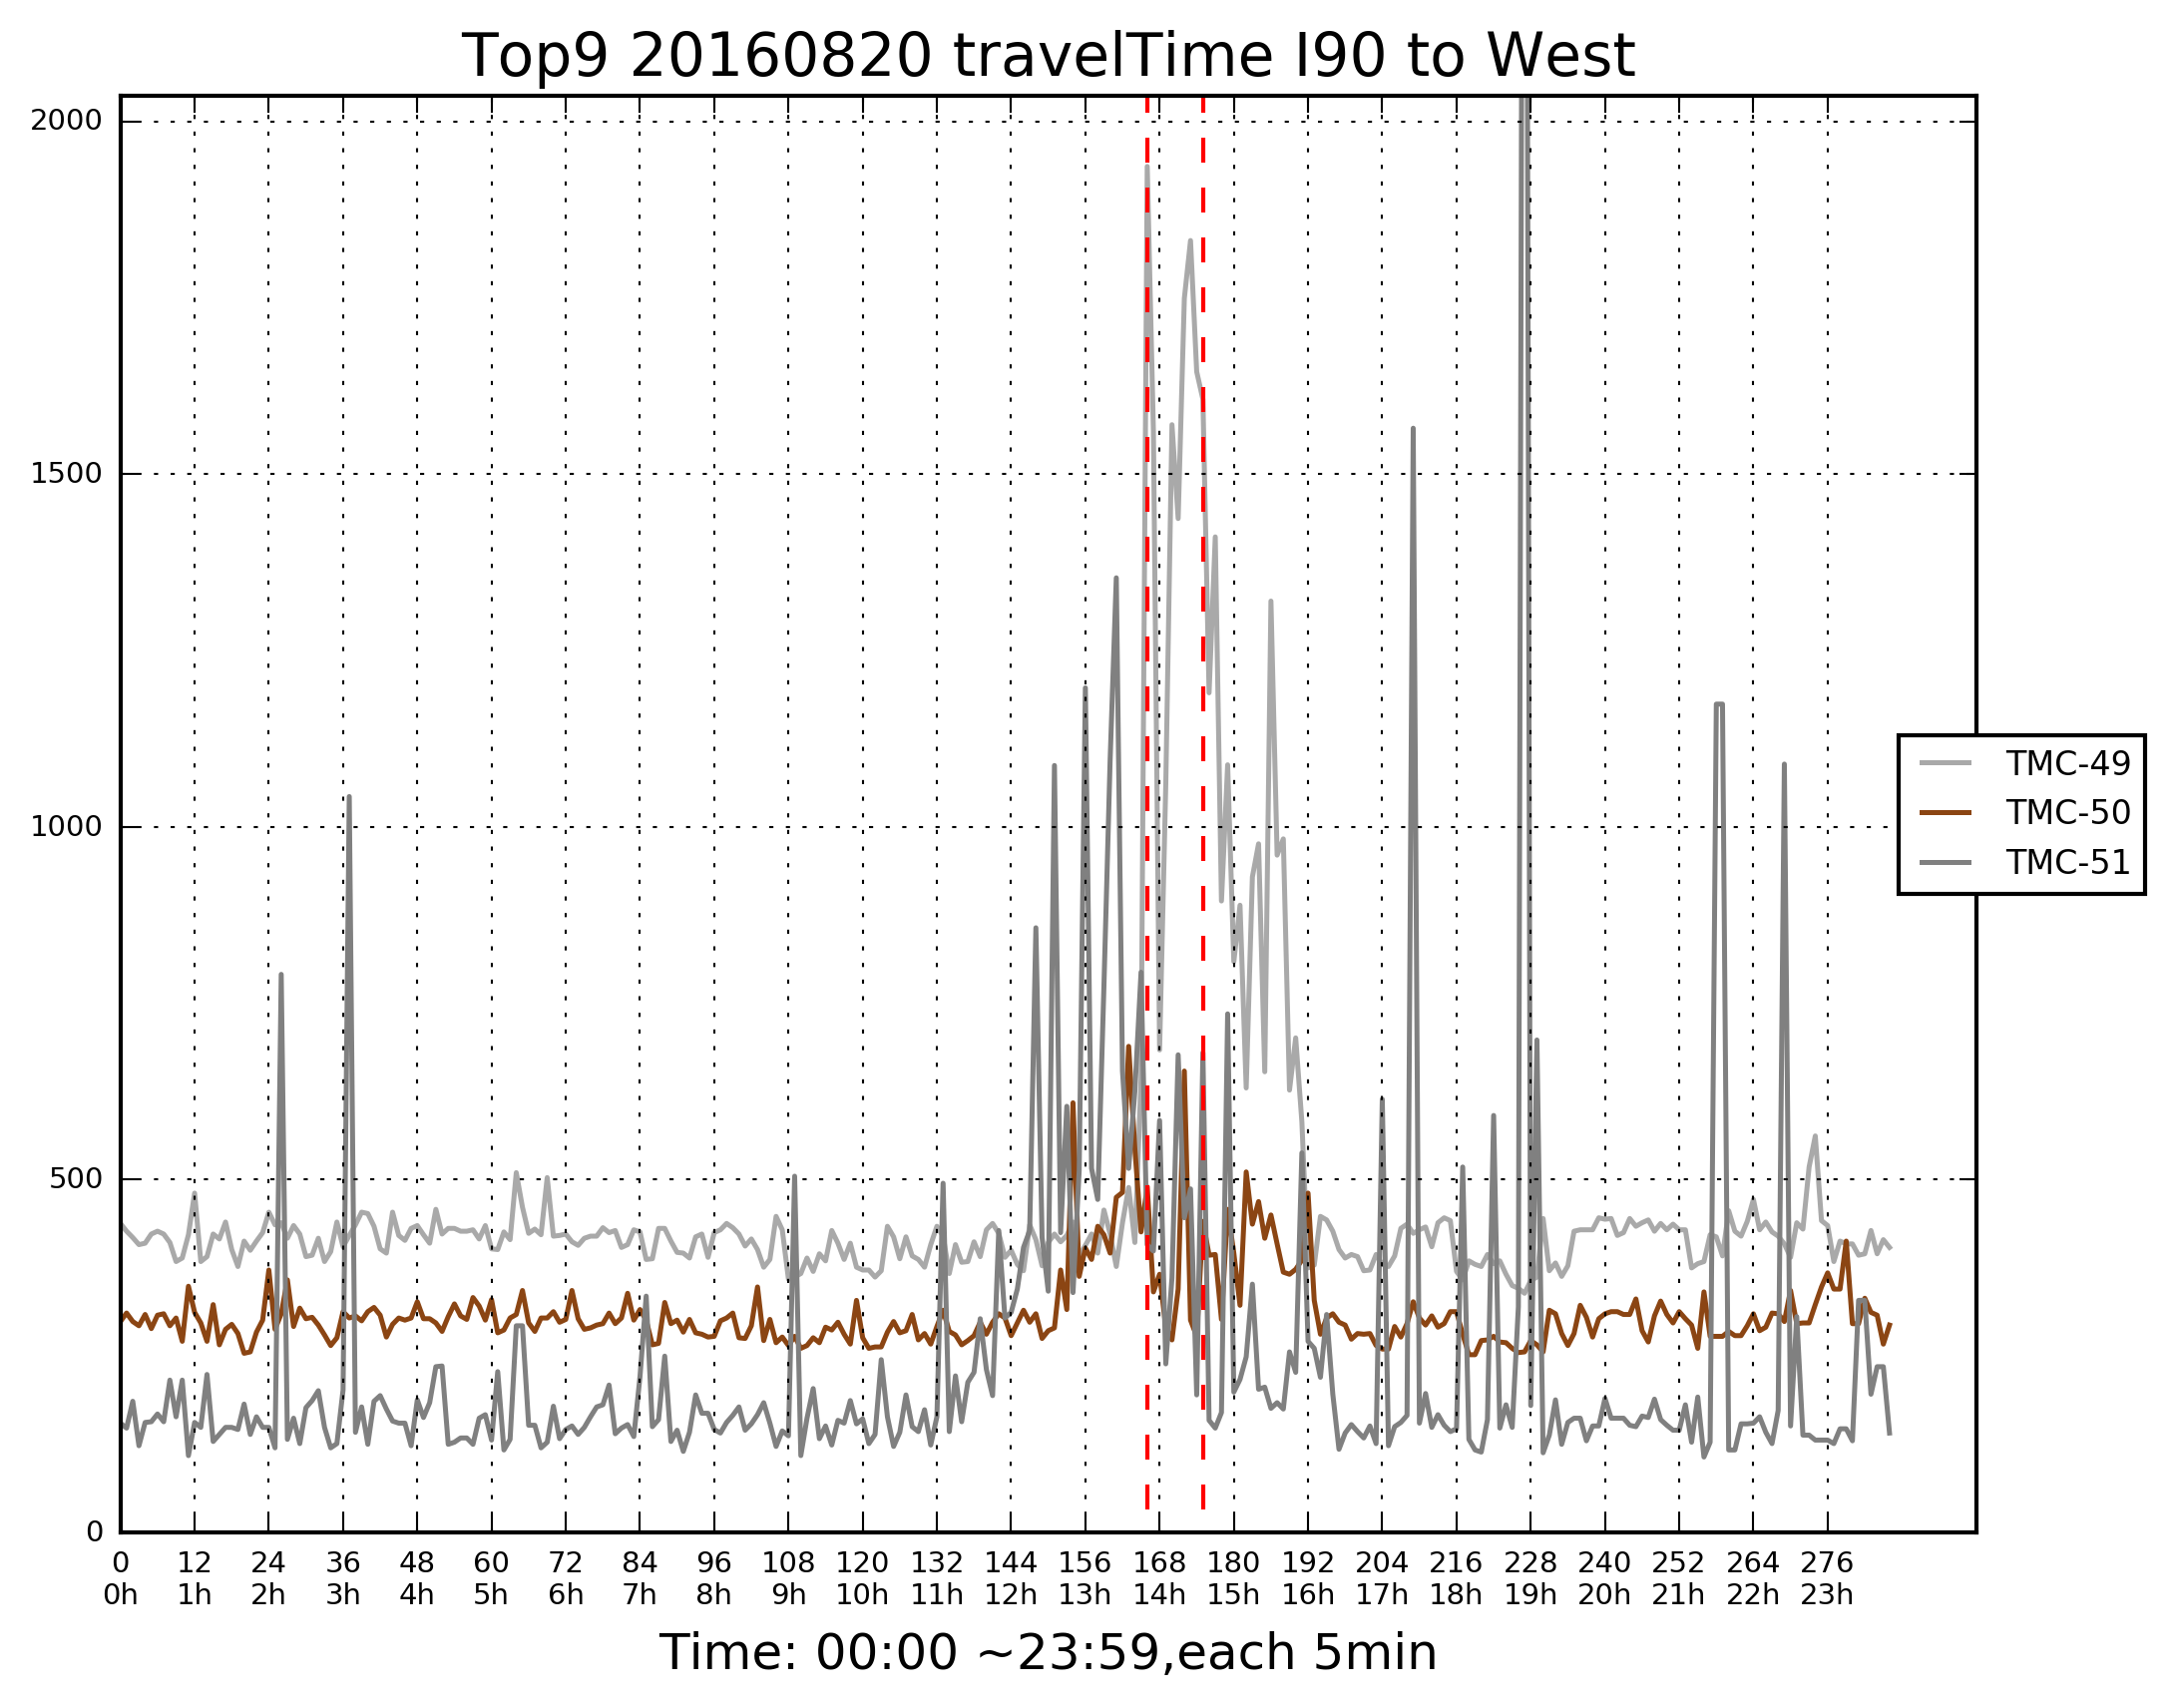 Top9 20160820 travelTime I90 to West
2000
1500
1000
500
0
TMC-49
TMC-50
TMC-51
0 12 24 36 48 60 72 84 96 108 120 132 144 156 168 180 192 204 216 228 240 252 264 276
0h 1h 2h 3h 4h 5h 6h 7h 8h 9h 10h 11h 12h 13h 14h 15h 16h 17h 18h 19h 20h 21h 22h 23h
Time: 00:00 ~23:59,each 5min